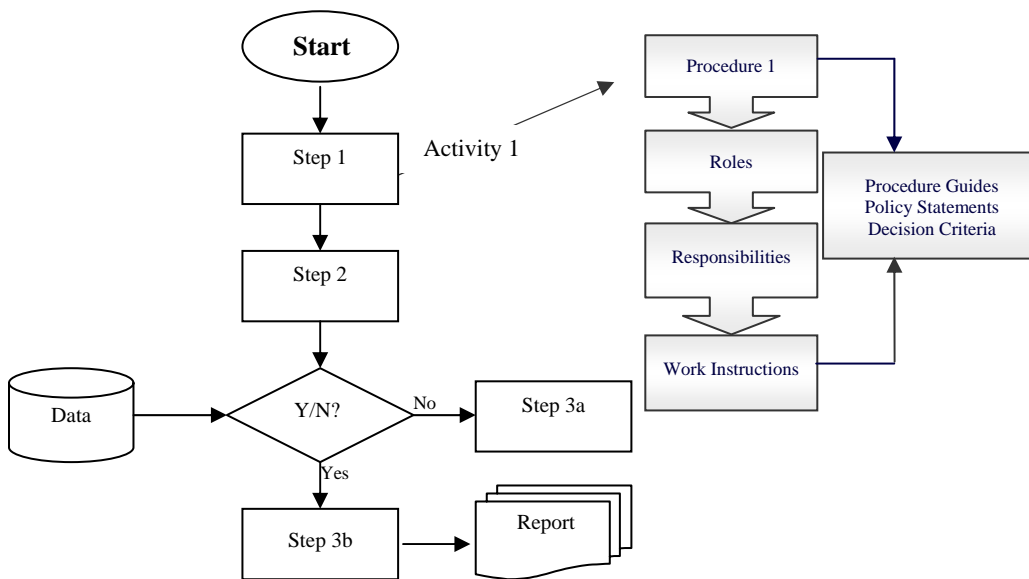 Start
Step 1
Activity 1
Step 2
Data
Y/N?
No
Step 3a
Yes
Step 3b
Report
Procedure 1
Roles
Responsibilities
Work Instructions
Procedure Guides
Policy Statements
Decision Criteria